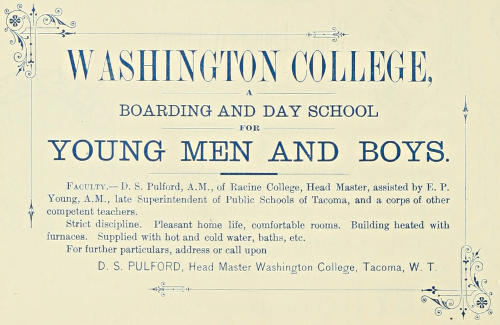 WASHINGTON COLLEGE,
A
BOARDING AND DAY SCHOOL
FOR
YOUNG MEN AND BOYS.
FACULTY.—D. S. Pulford, A.M., of Racine College, Head Master, assisted by E. P.
Young, A.M., late Superintendent of Public Schools of Tacoma, and a corps of other
competent teachers.
Strict discipline. Pleasant home life, comfortable rooms. Building heated with
furnaces. Supplied with hot and cold water, baths, etc.
For further particulars, address or call upon
D. S. PULFORD, Head Master Washington College, Tacoma, W. T.